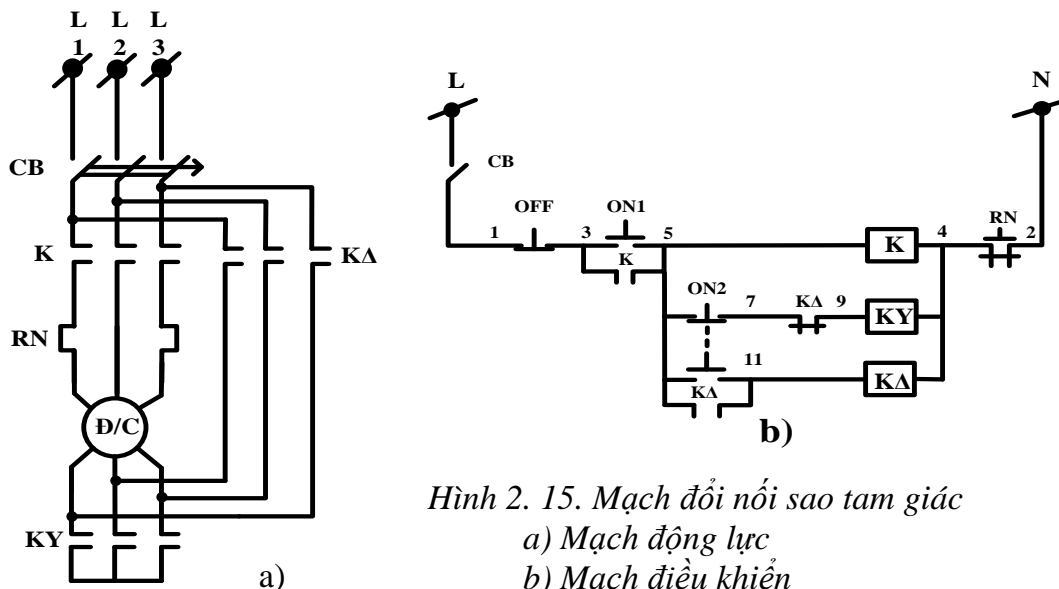 L L L
1 2 3
CB
K
KΔ
RN
Đ/C
KY
a)
L
N
CB
OFF
ON1
RN
1
3
5
4
2
K
K
ON2
7
KΔ
9
KY
11
KΔ
KΔ
b)
Hình 2. 15. Mạch đổi nối sao tam giác
a) Mạch động lực
b) Mạch điều khiển